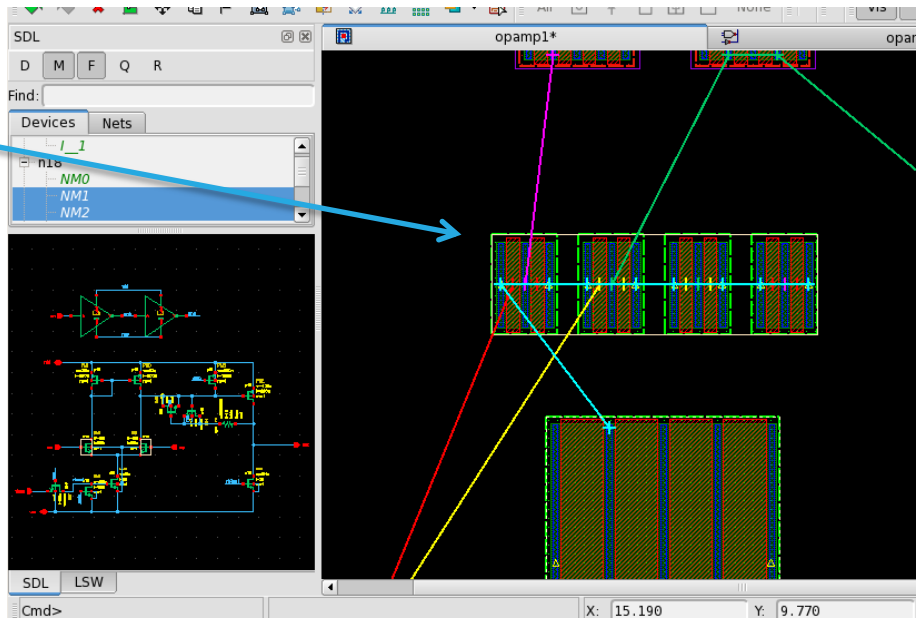 All
None
Vis
SDL
opamp1*
opar
D M F Q R
Find:
Devices Nets
I__1
n18
NM0
NM1
NM2
SDL LSW
Cmd>
X: 15.190 Y: 9.770